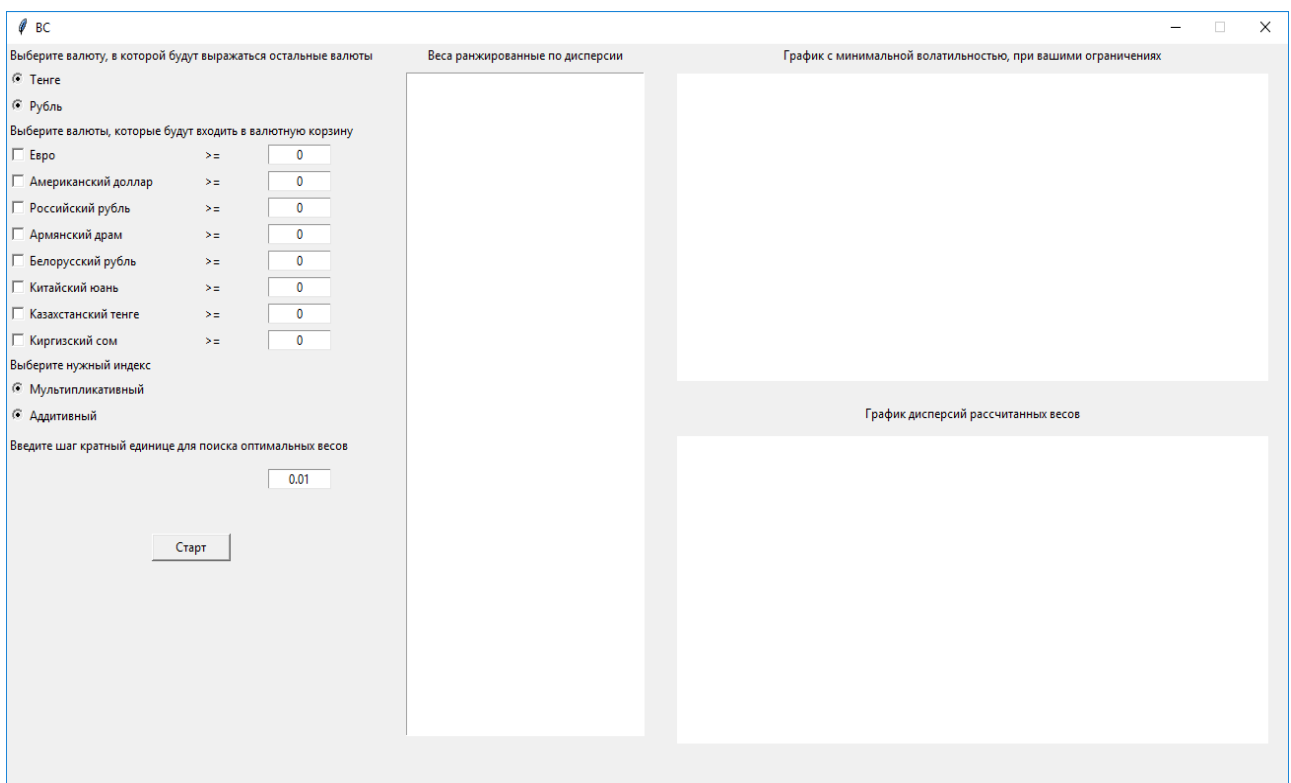 BC
Выберите валюту, в которой будут выражаться остальные валюты
Тенге
Рубль
Выберите валюты, которые будут входить в валютную корзину
Евро >= 0
Американский доллар >= 0
Российский рубль >= 0
Армянский драм >= 0
Белорусский рубль >= 0
Китайский юань >= 0
Казахстанский тенге >= 0
Киргизский сом >= 0
Выберите нужный индекс
Мультипликативный
Аддитивный
Введите шаг кратный единице для поиска оптимальных весов
0.01
Старт
Веса ранжированные по дисперсии
График с минимальной волатильностью, при вашими ограничениях
График дисперсий рассчитанных весов